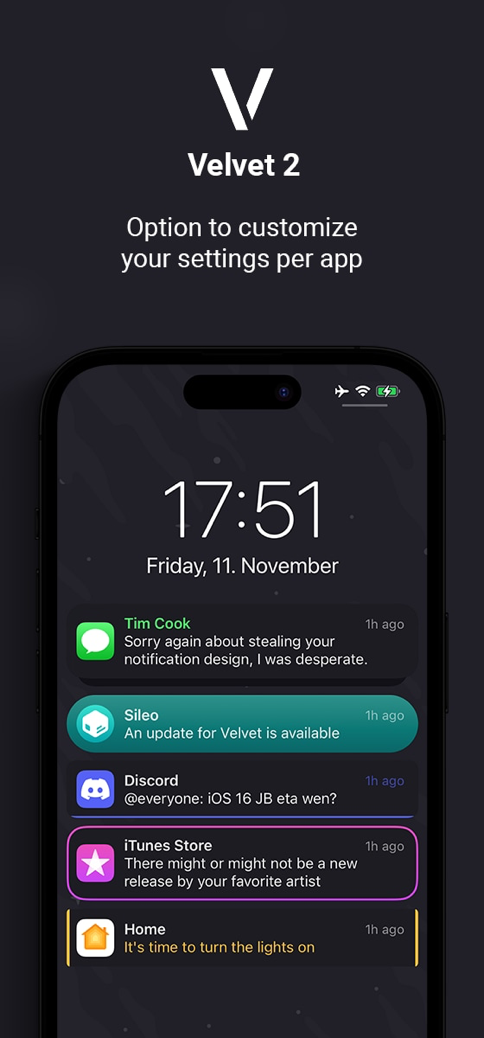 Velvet 2
Option to customize
your settings per app
17:51
Friday, 11. November
Tim Cook 1h ago
Sorry again about stealing your
notification design, I was desperate.
Sileo 1h ago
An update for Velvet is available
Discord 1h ago
@everyone: iOS 16 JB eta wen?
iTunes Store 1h ago
There might or might not be a new
release by your favorite artist
Home 1h ago
It's time to turn the lights on